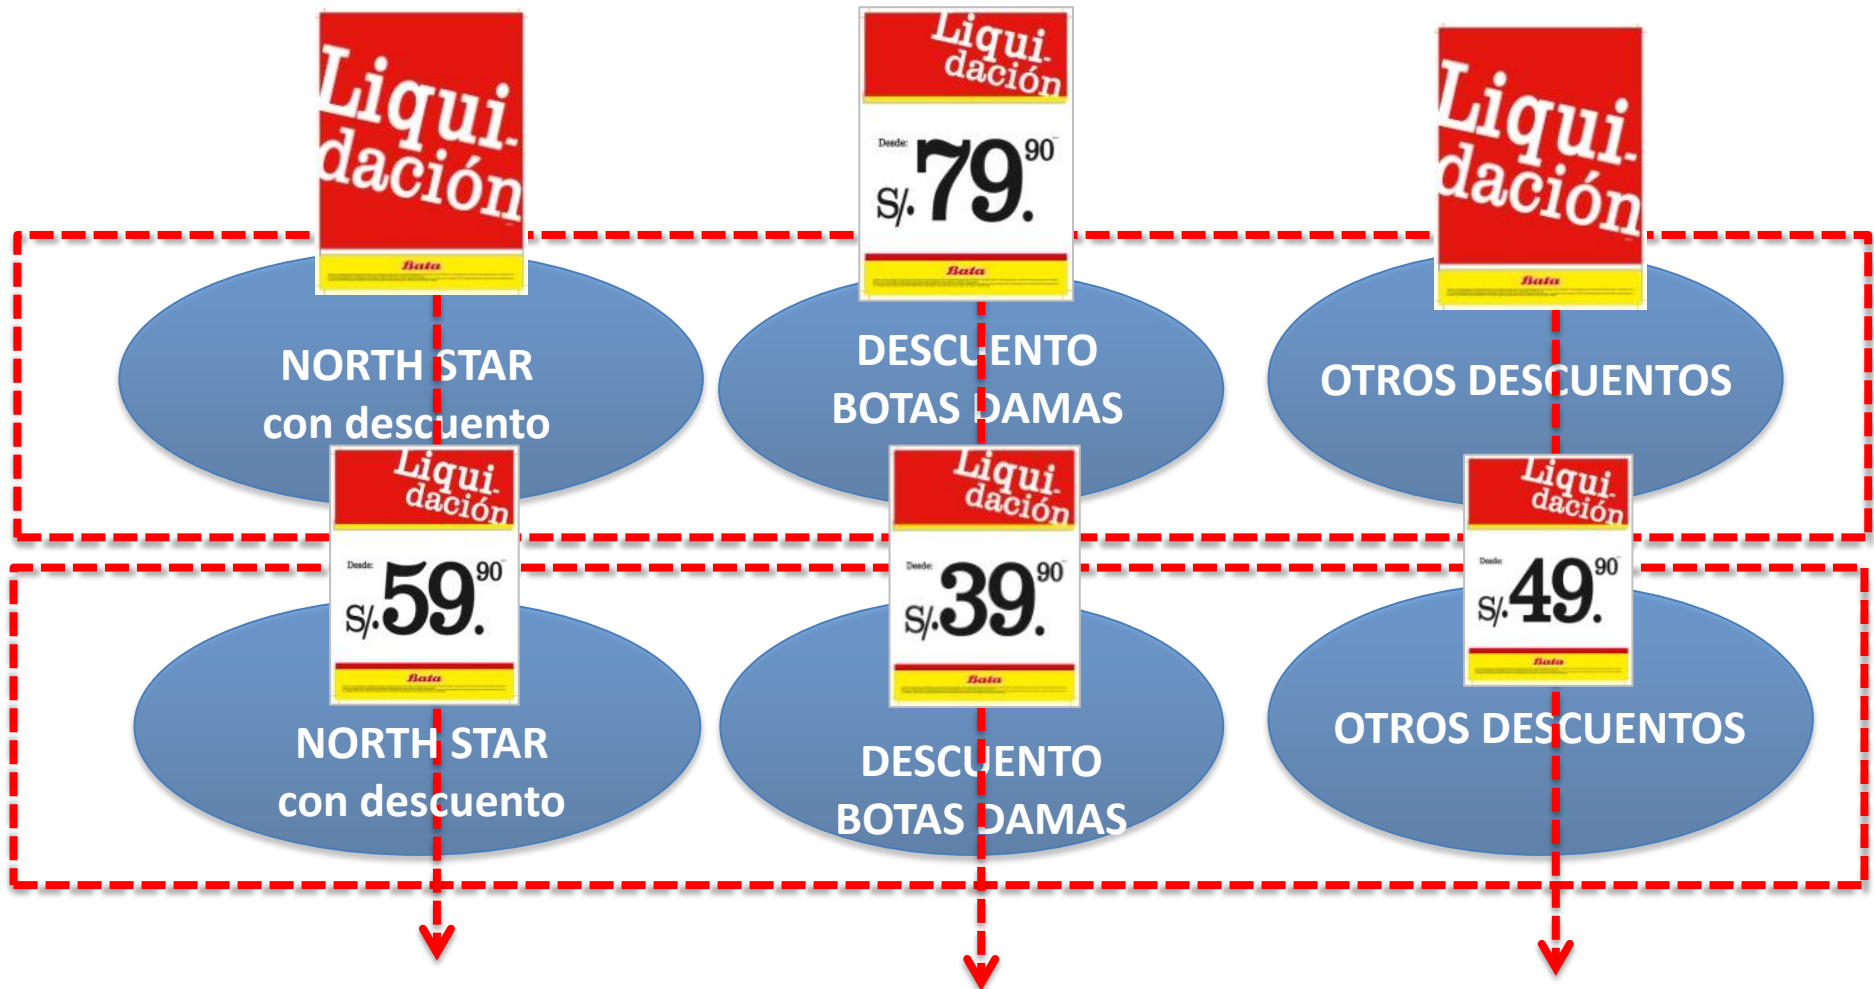 Liqui-
dación
Bata
Liqui-
dación
Desde:
S/.79.90
Bata
Liqui-
dación
Bata
NORTH STAR
con descuento
DESCUENTO
BOTAS DAMAS
OTROS DESCUENTOS
Liqui-
dación
Desde:
S/.59.90
Bata
Liqui-
dación
Desde:
S/.39.90
Bata
Liqui-
dación
Desde:
S/.49.90
Bata
NORTH STAR
con descuento
DESCUENTO
BOTAS DAMAS
OTROS DESCUENTOS